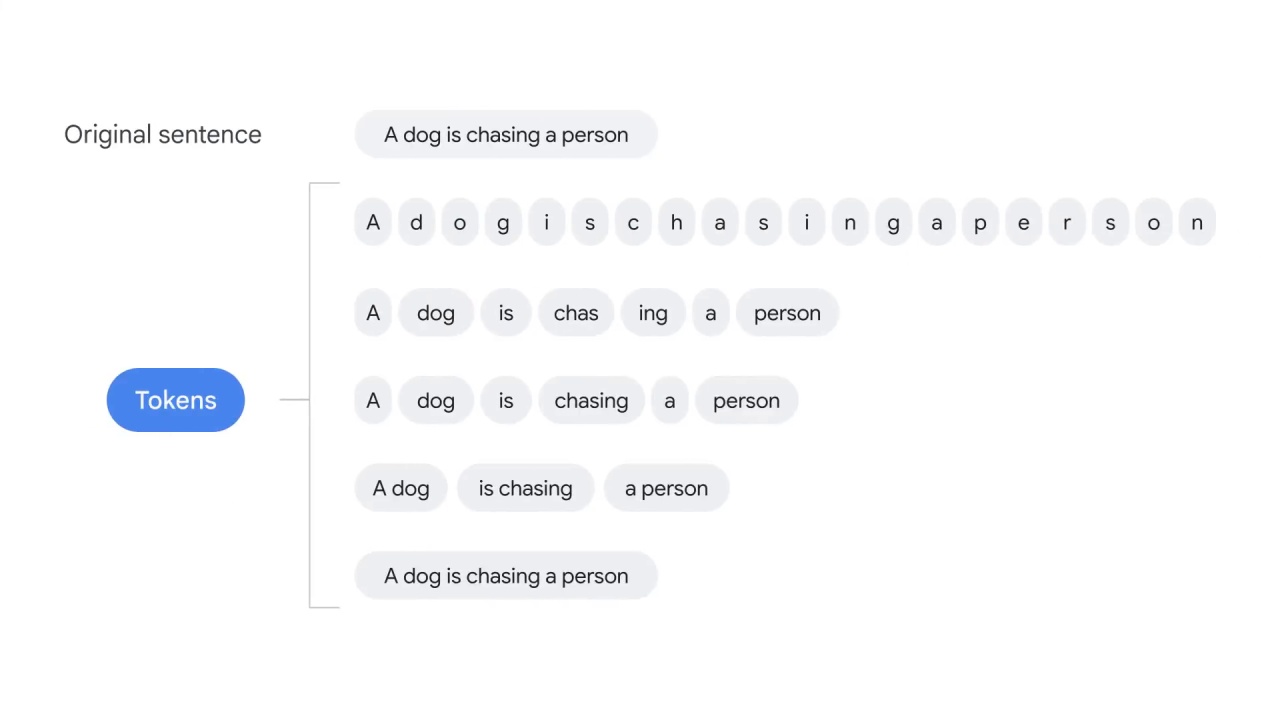 Original sentence
A dog is chasing a person
A d o g i s c h a s i n g a p e r s o n
A dog is chas ing a person
Tokens
A dog is chasing a person
A dog is chasing a person
A dog is chasing a person